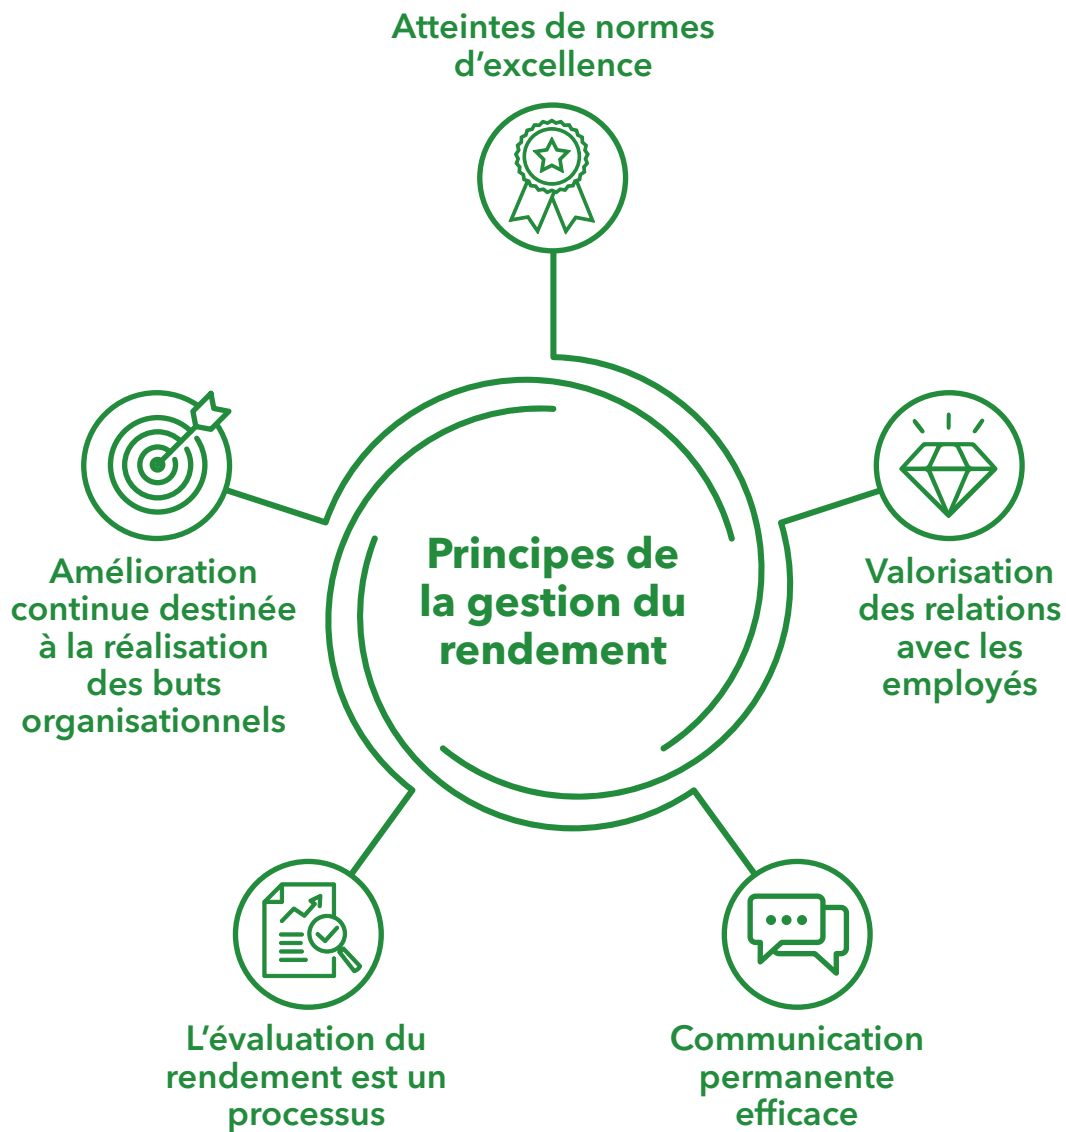 Atteintes de normes
d’excellence
Principes de
la gestion du
rendement
Valorisation
des relations
avec les
employés
Communication
permanente
efficace
L’évaluation du
rendement est un
processus
Amélioration
continue destinée
à la réalisation
des buts
organisationnels